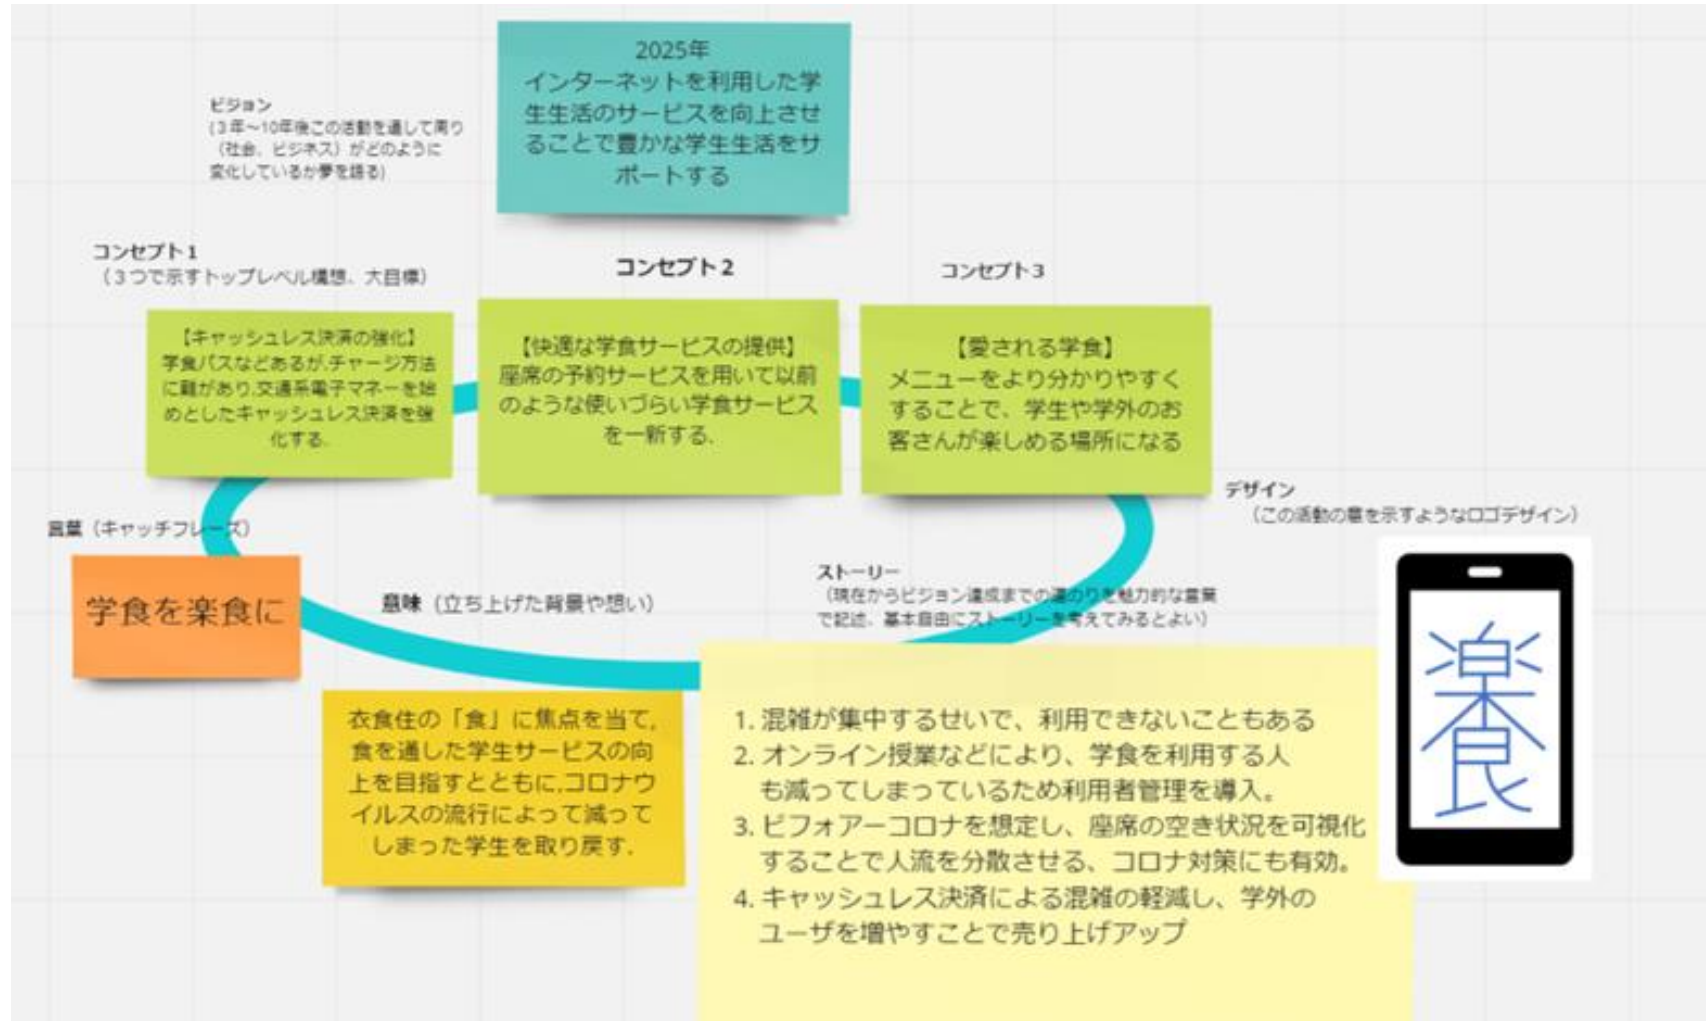 2025年
インターネットを利用した学
生生活のサービスを向上させ
ることで豊かな学生生活をサ
ポートする
ビジョン
(3年～10年後この活動を通して周り
（社会、ビジネス）がどのように
変化しているか夢を語る)
コンセプト1
（3つで示すトップレベル構想、大目標）
【キャッシュレス決済の強化】
学食パスなどあるが,チャージ方法
に難があり,交通系電子マネーを始
めとしたキャッシュレス決済を強
化する.
コンセプト2
【快適な学食サービスの提供】
座席の予約サービスを用いて以前
のような使いづらい学食サービス
を一新する.
コンセプト3
【愛される学食】
メニューをより分かりやすく
することで、学生や学外のお
客さんが楽しめる場所になる
言葉（キャッチフレーズ）
学食を楽食に
意味（立ち上げた背景や想い）
衣食住の「食」に焦点を当て,
食を通した学生サービスの向
上を目指すとともに,コロナウ
イルスの流行によって減って
しまった学生を取り戻す.
ストーリー
（現在からビジョン達成までの道のりを魅力的な言葉
で記述、基本自由にストーリーを考えてみるとよい）
1. 混雑が集中するせいで、利用できないこともある
2. オンライン授業などにより、学食を利用する人
も減ってしまっているため利用者管理を導入。
3. ビフォアーコロナを想定し、座席の空き状況を可視化
することで人流を分散させる、コロナ対策にも有効。
4. キャッシュレス決済による混雑の軽減し、学外の
ユーザを増やすことで売り上げアップ
デザイン
（この活動の意を示すようなロゴデザイン）
楽
食